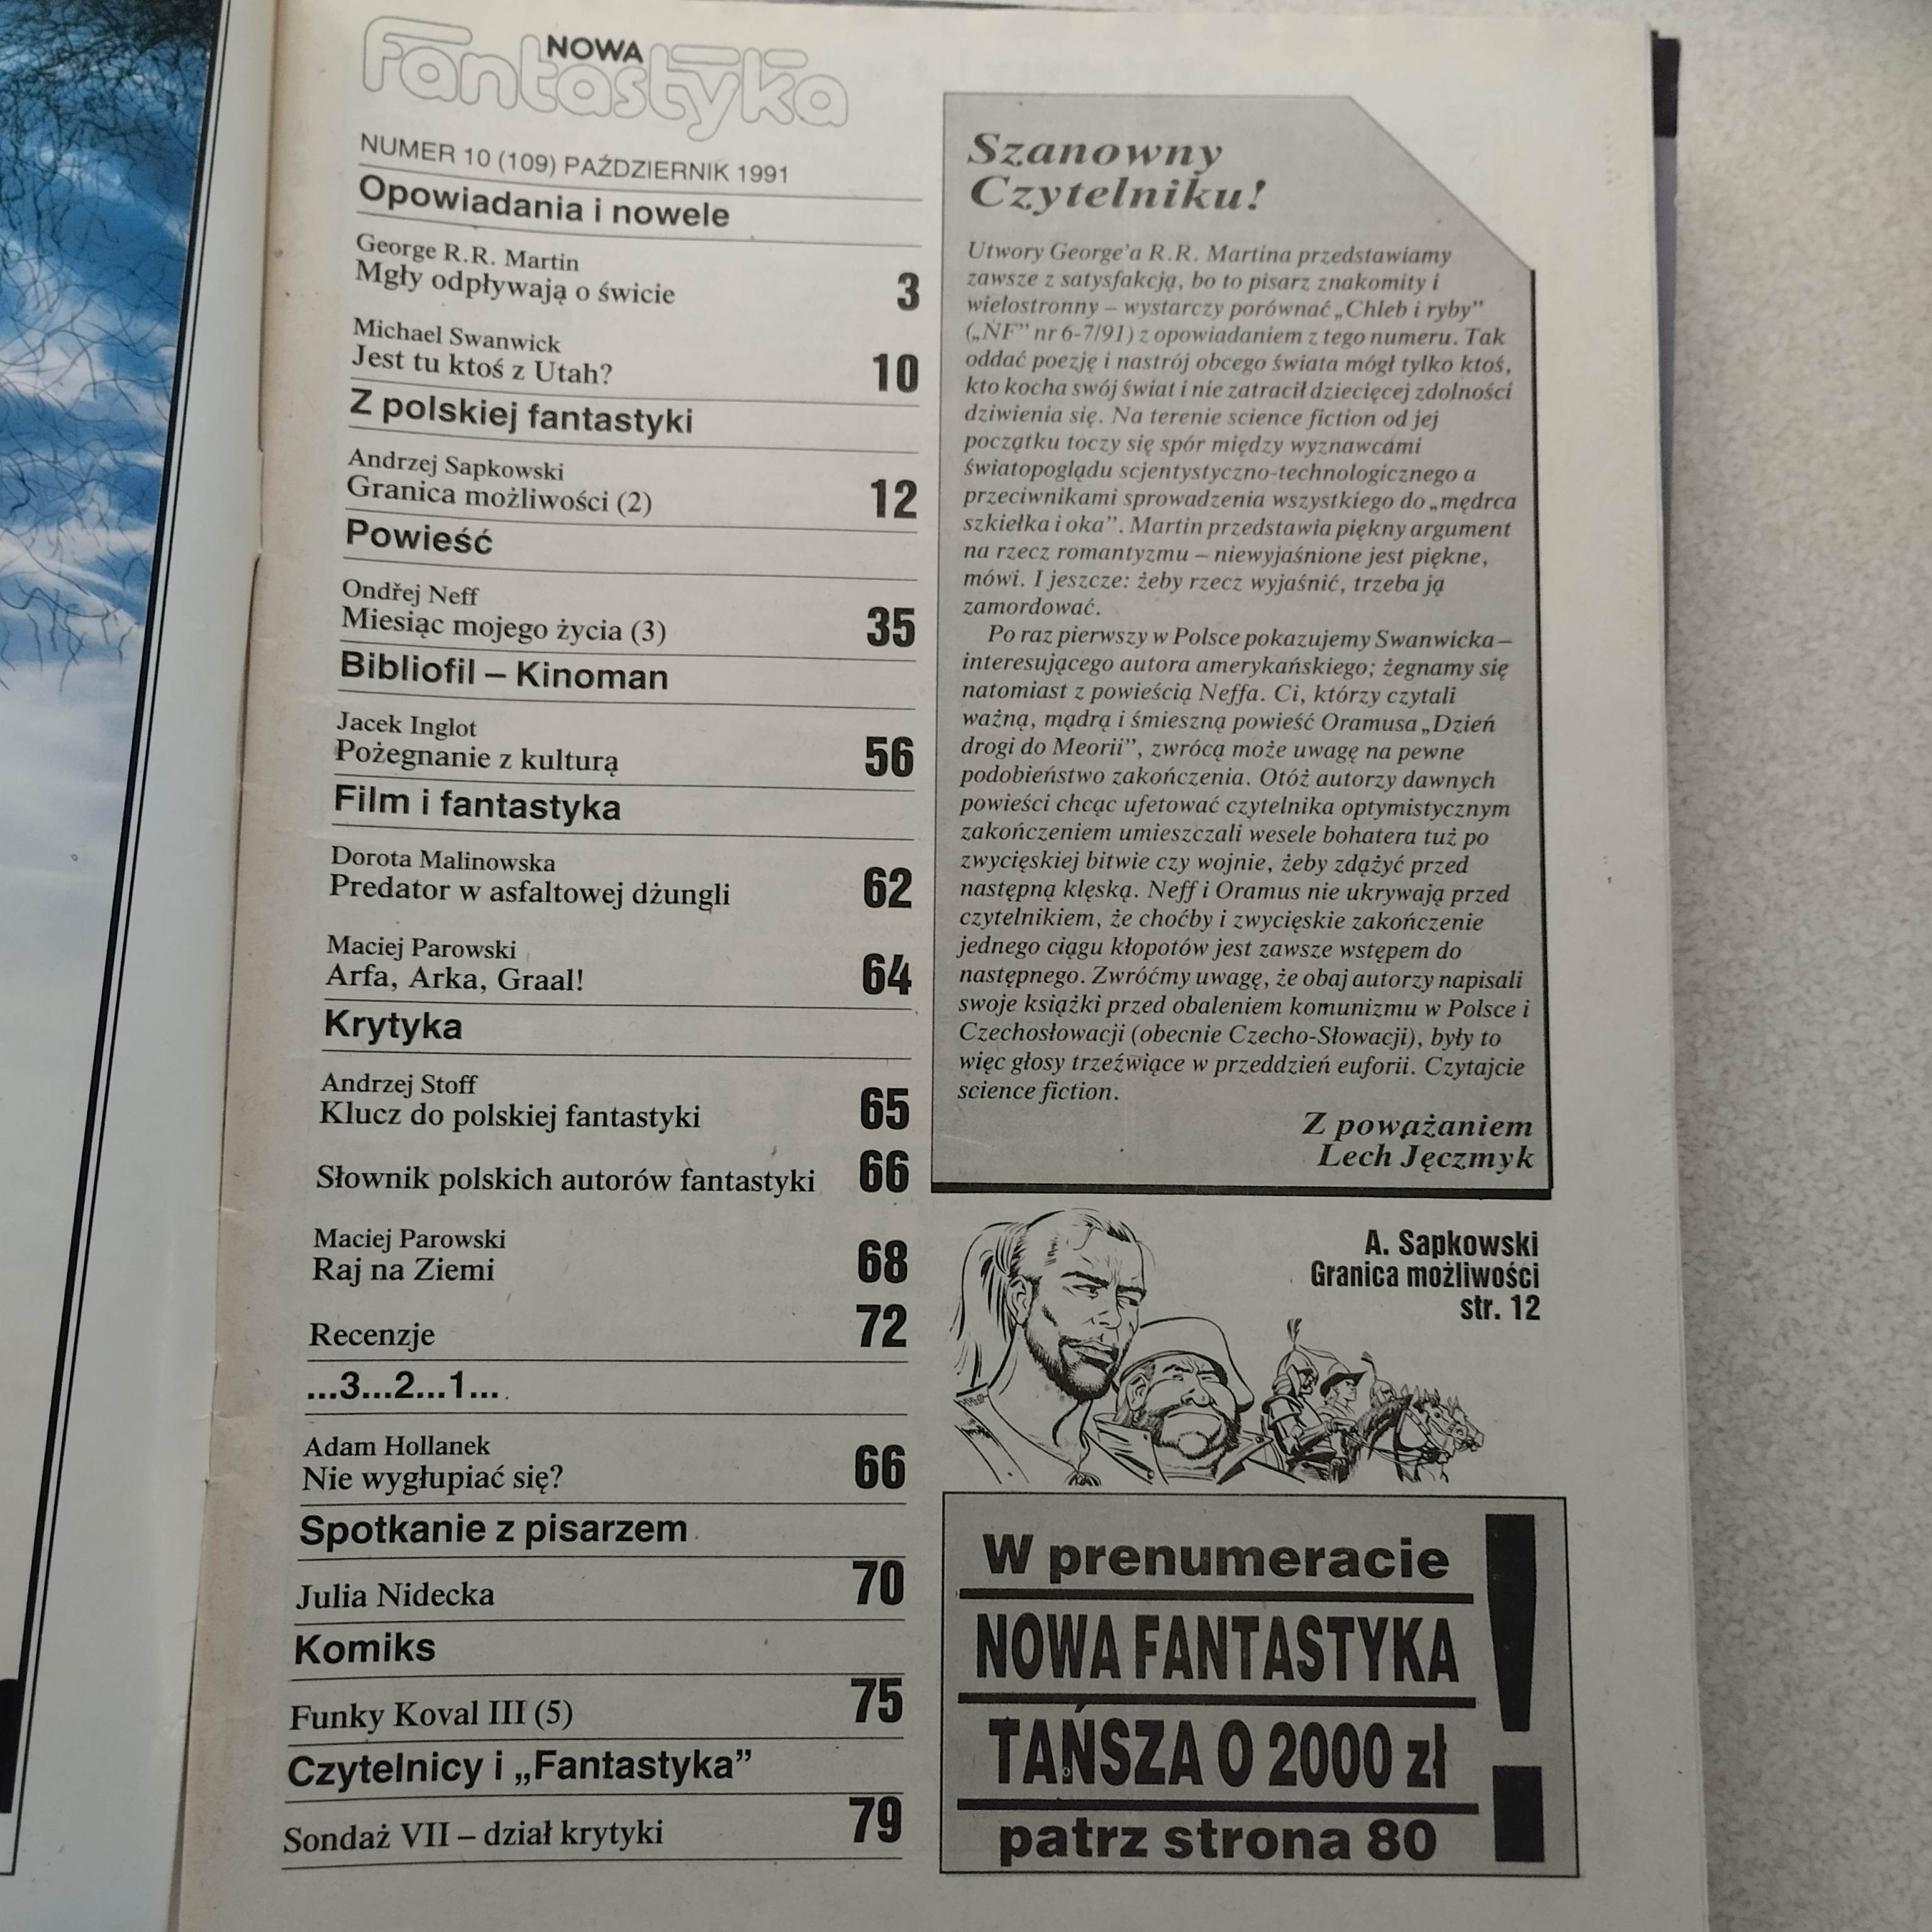 NOWA
Fantastyka
NUMER 10 (109) PAŹDZIERNIK 1991
Opowiadania i nowele
George R.R. Martin
Mgły odpływają o świcie 3
Michael Swanwick
Jest tu ktoś z Utah? 10
Z polskiej fantastyki
Andrzej Sapkowski
Granica możliwości (2) 12
Powieść
Ondřej Neff
Miesiąc mojego życia (3) 35
Bibliofil – Kinoman
Jacek Inglot
Pożegnanie z kulturą 56
Film i fantastyka
Dorota Malinowska
Predator w asfaltowej dżungli 62
Maciej Parowski
Arfa, Arka, Graal! 64
Krytyka
Andrzej Stoff
Klucz do polskiej fantastyki 65
Słownik polskich autorów fantastyki 66
Maciej Parowski
Raj na Ziemi 68
Recenzje 72
...3...2...1...
Adam Hollanek
Nie wygłupiać się? 66
Spotkanie z pisarzem
Julia Nidecka 70
Komiks
Funky Koval III (5) 75
Czytelnicy i „Fantastyka”
Sondaż VII – dział krytyki 79
Szanowny
Czytelniku!
Utwory George'a R.R. Martina przedstawiamy
zawsze z satysfakcją, bo to pisarz znakomity i
wielostronny – wystarczy porównać „Chleb i ryby”
(„NF” nr 6-7/91) z opowiadaniem z tego numeru. Tak
oddać poezję i nastrój obcego świata mógł tylko ktoś,
kto kocha swój świat i nie zatracił dziecięcej zdolności
dziwienia się. Na terenie science fiction od jej
początku toczy się spór między wyznawcami
światopoglądu scjentystyczno-technologicznego a
przeciwnikami sprowadzenia wszystkiego do „mędrca
szkiełka i oka”. Martin przedstawia piękny argument
na rzecz romantyzmu – niewyjaśnione jest piękne,
mówi. I jeszcze: żeby rzecz wyjaśnić, trzeba ją
zamordować.
Po raz pierwszy w Polsce pokazujemy Swanwicka –
interesującego autora amerykańskiego; żegnamy się
natomiast z powieścią Neffa. Ci, którzy czytali
ważną, mądrą i śmieszną powieść Oramusa „Dzień
drogi do Meorii”, zwrócą może uwagę na pewne
podobieństwo zakończenia. Otóż autorzy dawnych
powieści chcąc ufetować czytelnika optymistycznym
zakończeniem umieszczali wesele bohatera tuż po
zwycięskiej bitwie czy wojnie, żeby zdążyć przed
następną klęską. Neff i Oramus nie ukrywają przed
czytelnikiem, że choćby i zwycięskie zakończenie
jednego ciągu kłopotów jest zawsze wstępem do
następnego. Zwróćmy uwagę, że obaj autorzy napisali
swoje książki przed obaleniem komunizmu w Polsce i
Czechosłowacji (obecnie Czecho-Słowacji), były to
więc głosy trzeźwiące w przeddzień euforii. Czytajcie
science fiction.
Z poważaniem
Lech Jęczmyk
A. Sapkowski
Granica możliwości
str. 12
W prenumeracie
NOWA FANTASTYKA
TAŃSZA O 2000 zł
patrz strona 80
!